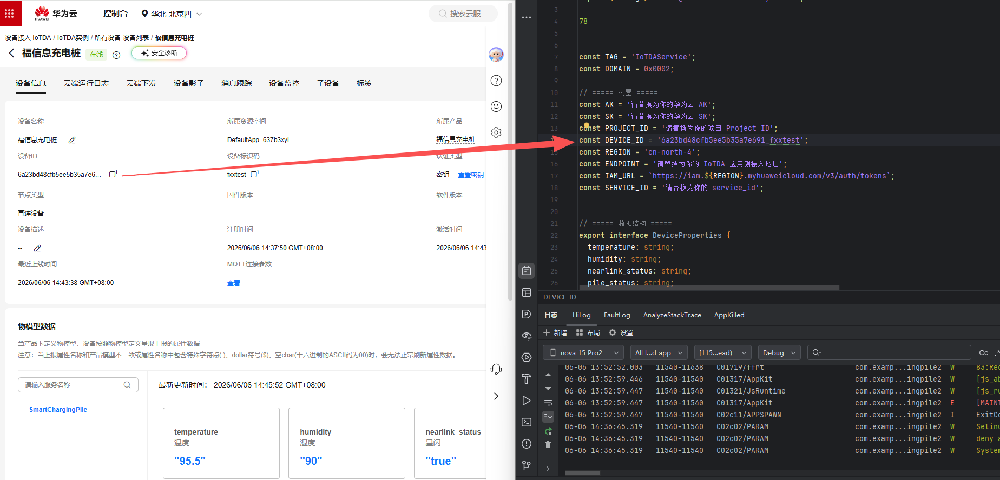 HUAWEI
华为云
控制台
华北-北京四
搜索云服...
设备接入 IoTDA / IoTDA实例 / 所有设备-设备列表 / 福信息充电桩
福信息充电桩
在线
安全诊断
设备信息
云端运行日志
云端下发
设备影子
消息跟踪
设备监控
子设备
标签
设备名称
所属资源空间
所属产品
福信息充电桩
DefaultApp_637b3xyl
福信息充电桩
设备ID
设备标识码
认证类型
6a23bd48cfb5ee5b35a7e6...
fxxtest
密钥
重置密钥
节点类型
固件版本
软件版本
直连设备
--
--
设备描述
注册时间
激活时间
--
2026/06/06 14:37:50 GMT+08:00
2026/06/06 14:43
最近上线时间
MQTT连接参数
2026/06/06 14:43:38 GMT+08:00
查看
物模型数据
当产品下定义物模型，设备按照物模型定义呈现上报的属性数据
注意：当上报属性名称和产品模型不一致或属性名称中包含特殊字符点(.)、dollar符号($)、空char(十六进制的ASCII码为00)时，会无法正常刷新属性数据。
请输入服务名称
SmartChargingPile
最新更新时间： 2026/06/06 14:45:52 GMT+08:00
temperature
温度
"95.5"
humidity
湿度
"90"
nearlink_status
星闪
"true"
3
4 78
5
6
7 const TAG = 'IoTDAService';
8 const DOMAIN = 0x0002;
9
10 // ===== 配置 =====
11 const AK = '请替换为你的华为云 AK';
12 const SK = '请替换为你的华为云 SK';
13 const PROJECT_ID = '请替换为你的项目 Project ID';
const DEVICE_ID = '6a23bd48cfb5ee5b35a7e691_fxxtest';
15 const REGION = 'cn-north-4';
16 const ENDPOINT = '请替换为你的 IoTDA 应用侧接入地址';
17 const IAM_URL = `https://iam.${REGION}.myhuaweicloud.com/v3/auth/tokens`;
18 const SERVICE_ID = '请替换为你的 service_id';
19
20
21 // ===== 数据结构 =====
22 export interface DeviceProperties {
23 temperature: string;
24 humidity: string;
25 nearlink_status: string;
26 pile_status: string;
DEVICE_ID
日志
HiLog
FaultLog
AnalyzeStackTrace
AppKilled
新增
布局
设置
nova 15 Pro2
All l...d app
[115...ead)
Debug
Cc
.*
06-06 13:52:52.003 11540-11638 C01719/ffrt com.examp...ingpile2 W 83:Rec
06-06 13:52:59.446 11540-11540 C01317/AppKit com.examp...ingpile2 W [js_ab
06-06 13:52:59.447 11540-11540 C01321/JsRuntime com.examp...ingpile2 W [js_ru
06-06 13:52:59.447 11540-11540 C01317/AppKit com.examp...ingpile2 E [MAINT
06-06 13:52:59.447 11540-11540 C02c11/APPSPAWN com.examp...ingpile2 I ExitCo
06-06 14:36:45.319 11540-11540 C02c02/PARAM com.examp...ingpile2 W Selinu
06-06 14:36:45.319 11540-11540 C02c02/PARAM com.examp...ingpile2 W deny a
06-06 14:36:45.319 11540-11540 C02c02/PARAM com.examp...ingpile2 W System